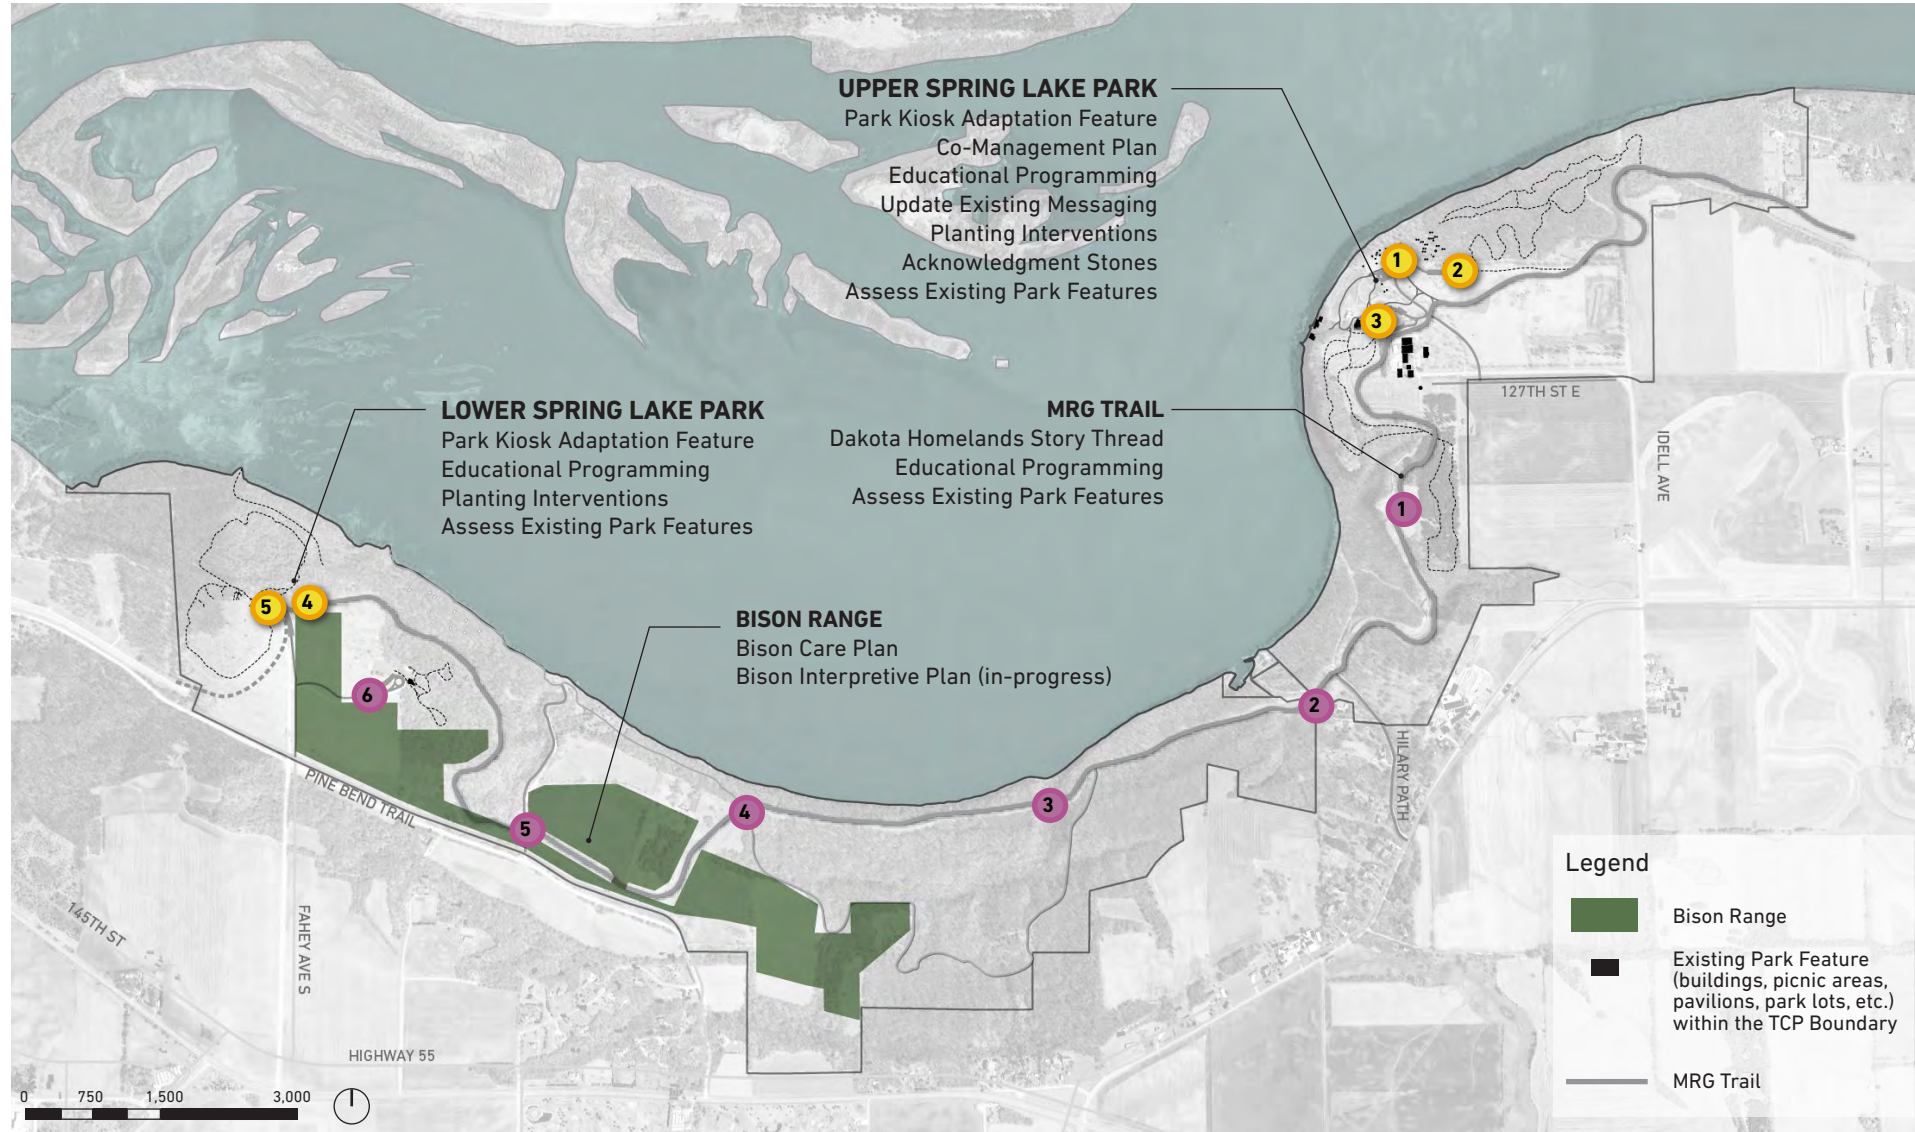 UPPER SPRING LAKE PARK
Park Kiosk Adaptation Feature
Co-Management Plan
Educational Programming
Update Existing Messaging
Planting Interventions
Acknowledgment Stones
Assess Existing Park Features
1
2
3
127TH ST E
IDELL AVE
LOWER SPRING LAKE PARK
Park Kiosk Adaptation Feature
Educational Programming
Planting Interventions
Assess Existing Park Features
MRG TRAIL
Dakota Homelands Story Thread
Educational Programming
Assess Existing Park Features
1
5
4
BISON RANGE
Bison Care Plan
Bison Interpretive Plan (in-progress)
6
2
HILARY PATH
PINE BEND TRAIL
5
4
3
145TH ST
FAHEY AVE S
HIGHWAY 55
0 750 1,500 3,000
Legend
Bison Range
Existing Park Feature
(buildings, picnic areas,
pavilions, park lots, etc.)
within the TCP Boundary
MRG Trail